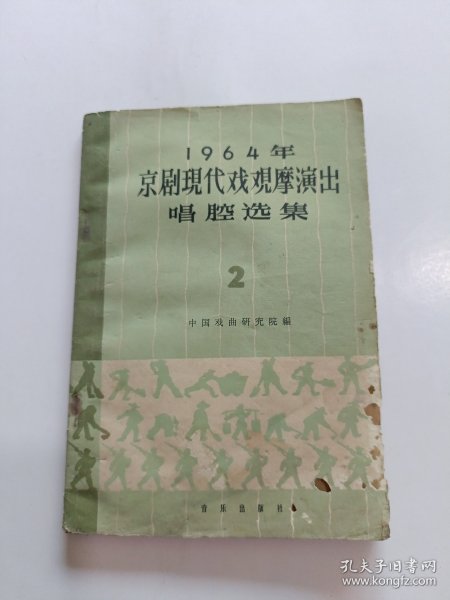 1964年
京剧現代戏观摩演出
唱腔选集
2
中国戏曲研究院編
音乐出版社
孔夫子旧书网
www.kongfz.com